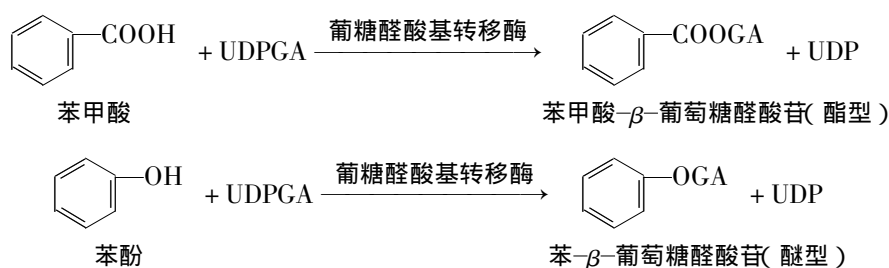 COOH + UDPGA 葡糖醛酸基转移酶 COOGA + UDP
苯甲酸 苯甲酸-β-葡萄糖醛酸苷(酯型)
OH + UDPGA 葡糖醛酸基转移酶 OGA + UDP
苯酚 苯-β-葡萄糖醛酸苷(醚型)